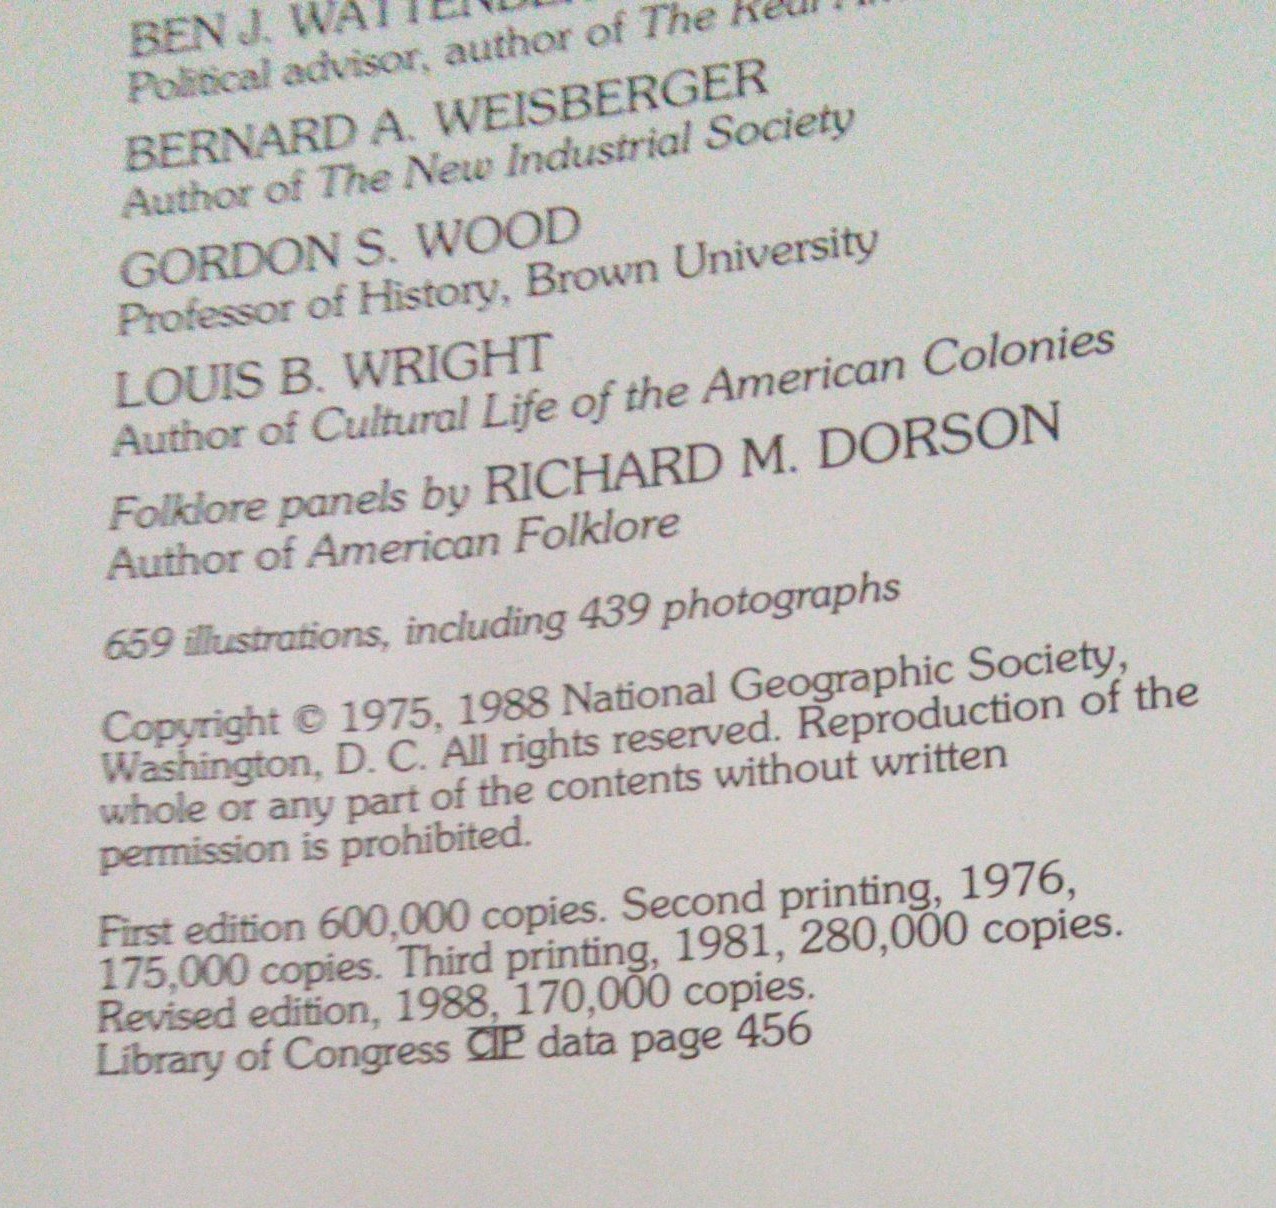 BEN J.
Political advisor, author of The Real
BERNARD A. WEISBERGER
Author of The New Industrial Society
GORDON S. WOOD
Professor of History, Brown University
LOUIS B. WRIGHT
Author of Cultural Life of the American Colonies
Folklore panels by RICHARD M. DORSON
Author of American Folklore
659 illustrations, including 439 photographs
Copyright © 1975, 1988 National Geographic Society,
Washington, D. C. All rights reserved. Reproduction of the
whole or any part of the contents without written
permission is prohibited.
First edition 600,000 copies. Second printing, 1976,
175,000 copies. Third printing, 1981, 280,000 copies.
Revised edition, 1988, 170,000 copies.
Library of Congress CIP data page 456